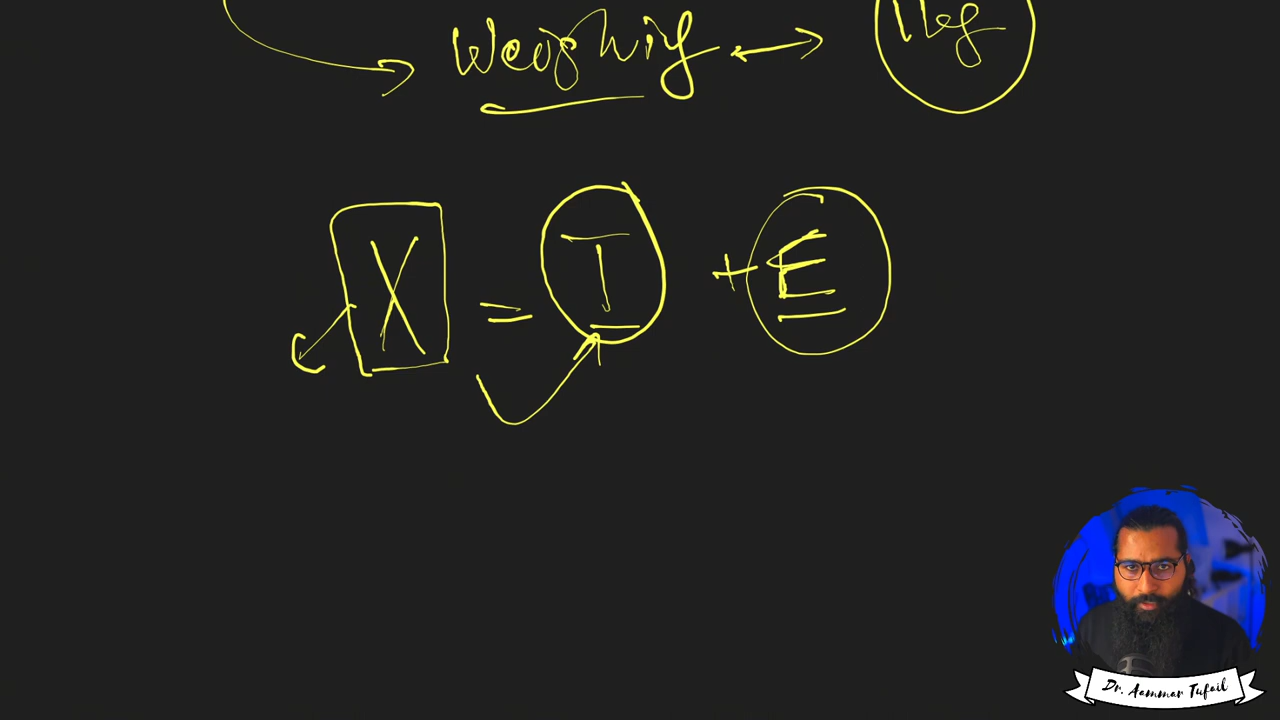 Weighing
X = T + E
Dr. Aammar Tufail